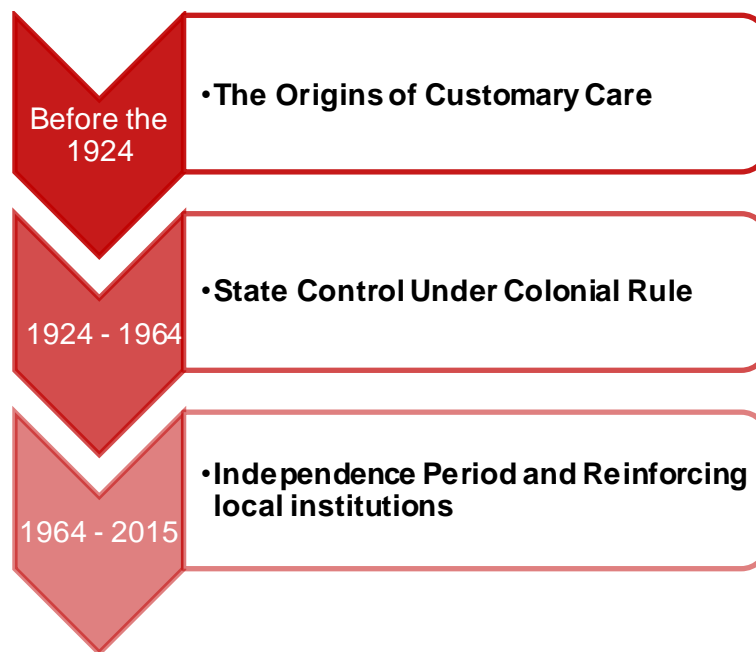 Before the
1924
•The Origins of Customary Care
1924 - 1964
•State Control Under Colonial Rule
1964 - 2015
•Independence Period and Reinforcing
local institutions